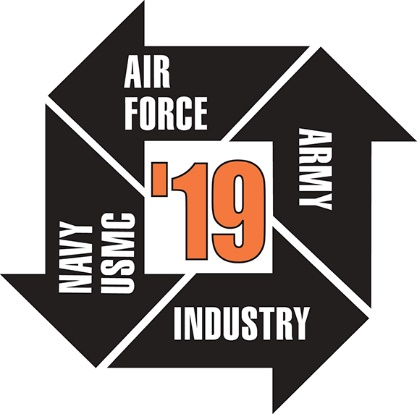 AIR
FORCE
ARMY
'19
NAVY
USMC
INDUSTRY